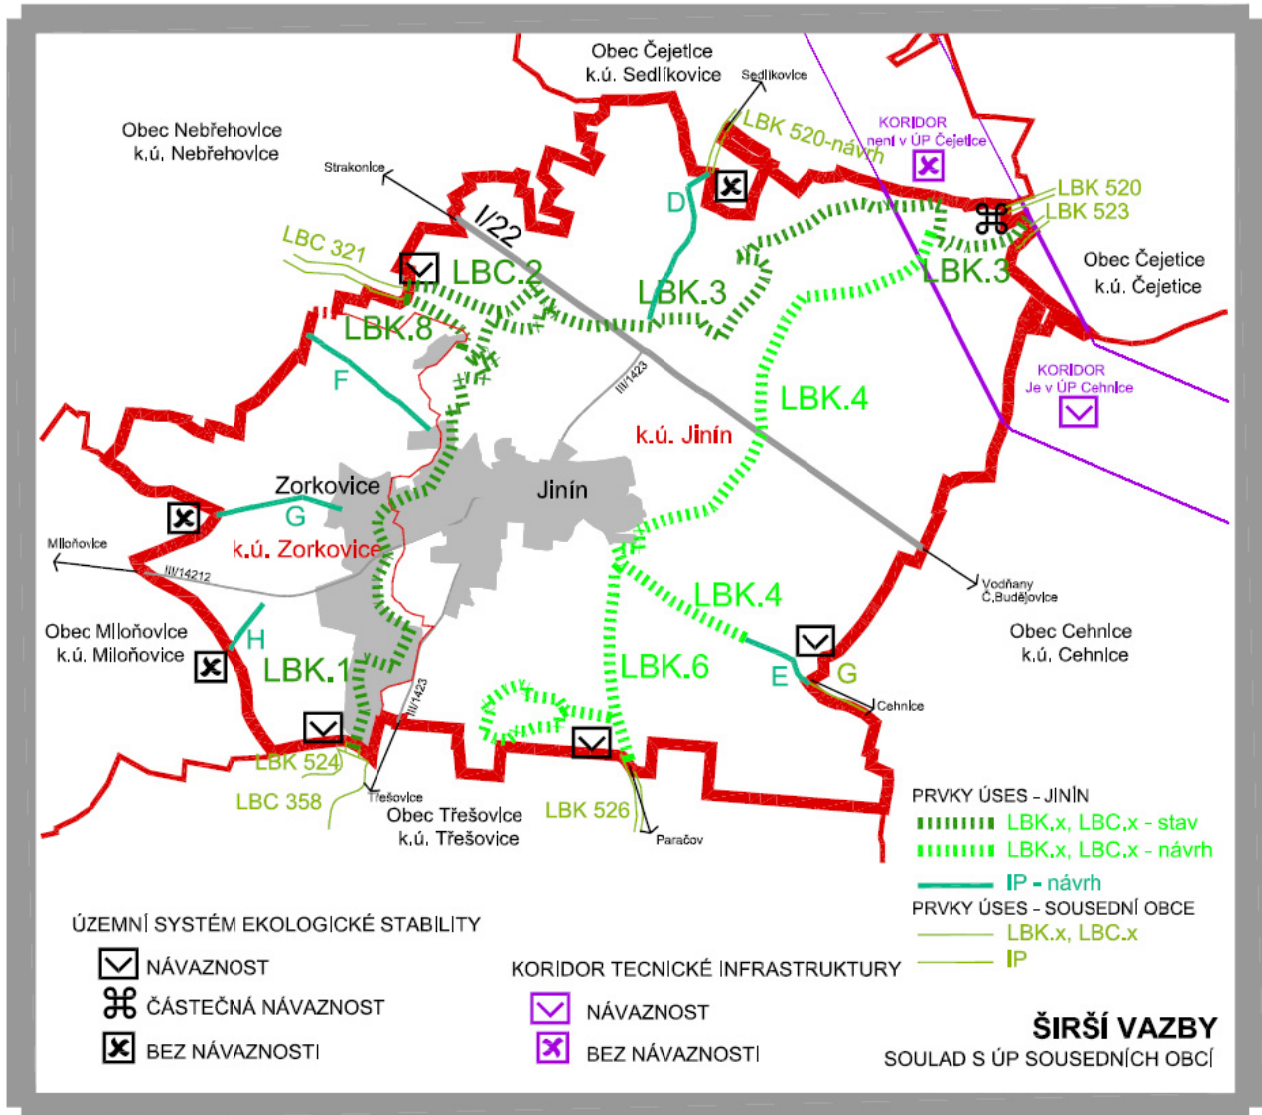 Obec Čejetice
k.ú. Sedlíkovice
Sedlíkovice
Obec Nebřehovice
k.ú. Nebřehovice
Strakonice
LBK 520-návrh
KORIDOR
není v ÚP Čejetice
LBK 520
LBK 523
D
I/22
LBC 321
LBC.2
LBK.3
LBK.3
Obec Čejetice
k.ú. Čejetice
LBK.8
F
III/1423
LBK.4
KORIDOR
Je v ÚP Cehnice
k.ú. Jinín
Zorkovice
Jinín
G
k.ú. Zorkovice
Miloňovice
III/14212
Vodňany
Č.Budějovice
LBK.4
Obec Miloňovice
k.ú. Miloňovice
H
Obec Cehnice
k.ú. Cehnice
LBK.1
LBK.6
E
G
Cehnice
III/1423
LBK 524
LBC 358
Třešovice
Obec Třešovice
k.ú. Třešovice
LBK 526
Paračov
PRVKY ÚSES - JINÍN
LBK.x, LBC.x - stav
LBK.x, LBC.x - návrh
IP - návrh
PRVKY ÚSES - SOUSEDNÍ OBCE
LBK.x, LBC.x
IP
ÚZEMNÍ SYSTÉM EKOLOGICKÉ STABILITY
NÁVAZNOST
ČÁSTEČNÁ NÁVAZNOST
BEZ NÁVAZNOSTI
KORIDOR TECNICKÉ INFRASTRUKTURY
NÁVAZNOST
BEZ NÁVAZNOSTI
ŠIRŠÍ VAZBY
SOULAD S ÚP SOUSEDNÍCH OBCÍ